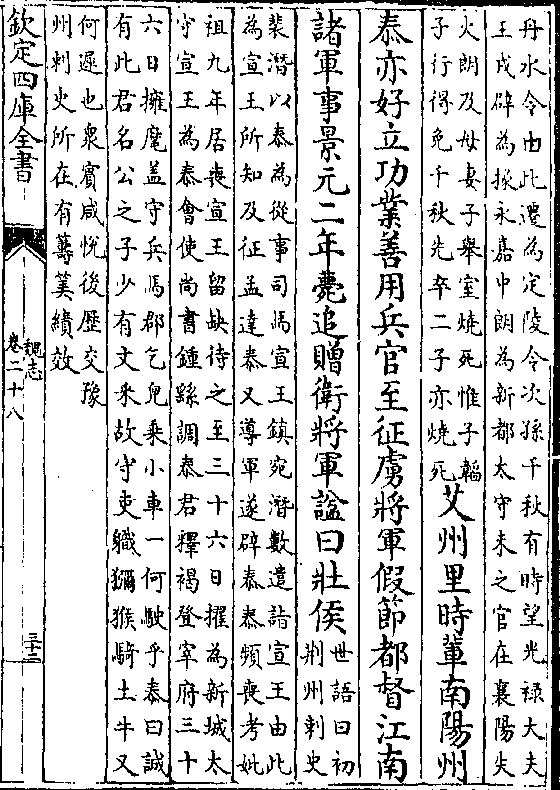 丹水令由此遷為定陵令次孫千秋有時望光禄大夫
王戎辟為掾永嘉中朗為新都太守未之官在襄陽失
火朗及母妻子舉室燒死惟子韜
子行得免千秋先卒二子亦燒死
艾州里時輩南陽州
泰亦好立功業善用兵官至征虜將軍假節都督江南
諸軍事景元二年薨追贈衛將軍諡曰壯侯
世語曰初
荆州刺史
裴濳以泰為從事司馬宣王鎮宛濳數遣詣宣王由此
為宣王所知及征孟達泰又導軍遂辟泰泰頻喪考妣
祖九年居喪宣王留缺待之至三十六日擢為新城太
守宣王為泰會使尚書鍾繇調泰君釋褐登宰府三十
六日擁麾蓋守兵馬郡乞兒乗小車一何駛乎泰曰誠
有此君名公之子少有文采故守吏職獼猴騎土牛又
何遲也衆賓咸悦後歴交豫
州刺史所在有籌筭績效
欽定四庫全書
魏志
卷二十八